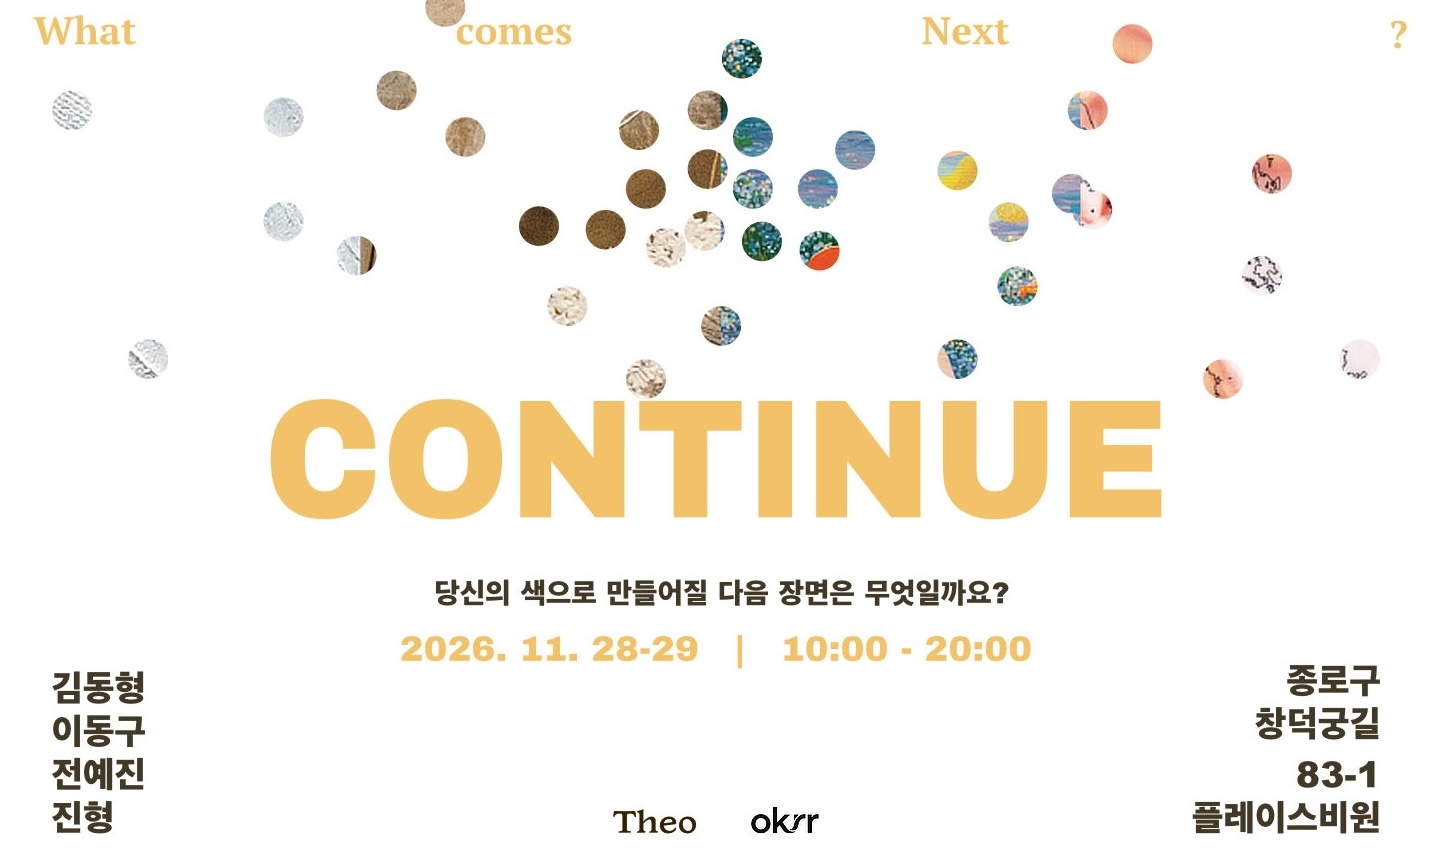 What comes Next ?
CONTINUE
당신의 색으로 만들어질 다음 장면은 무엇일까요?
2026. 11. 28-29 | 10:00 - 20:00
김동형
이동구
전예진
진형
종로구
창덕궁길
83-1
플레이스비원
Theo
okrr